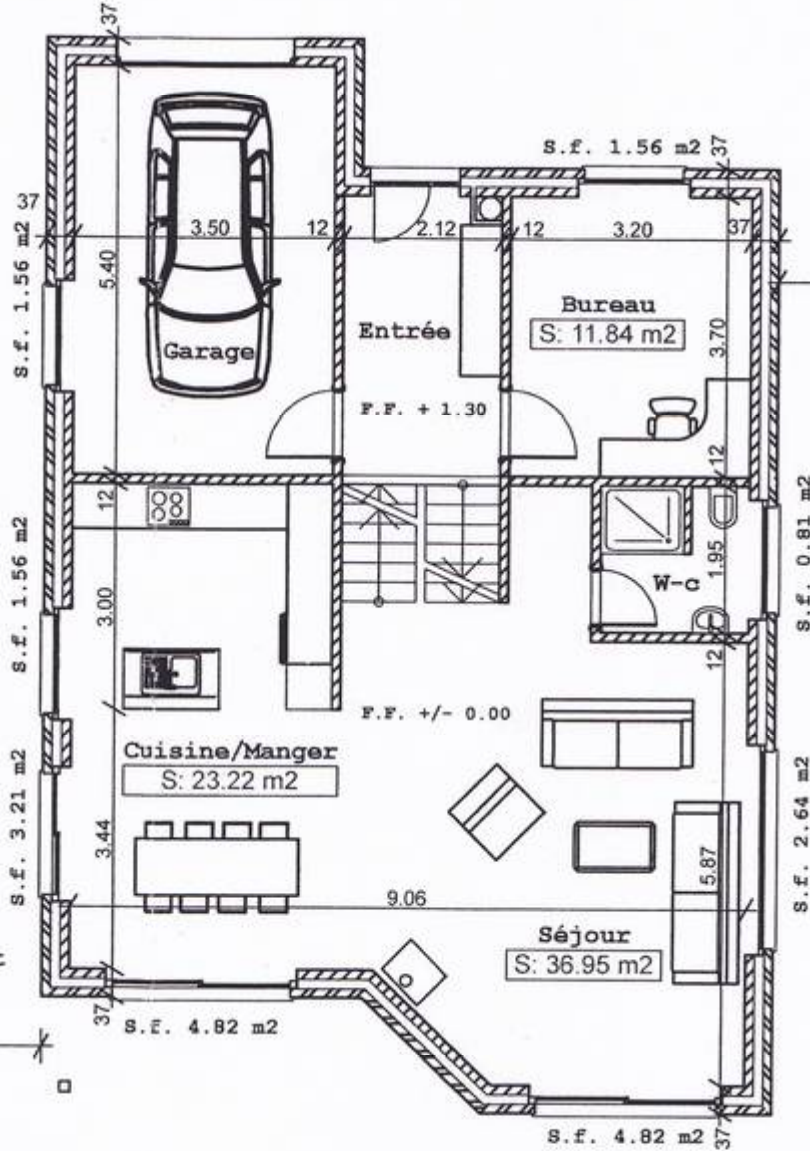 37
S.f. 1.56 m2
37
37
3.50
12
2.12
12
3.20
37
S.f. 1.56 m2
5.40
Bureau
S: 11.84 m2
3.70
Entrée
Garage
F.F. + 1.30
12
12
S.f. 1.56 m2
3.00
1.95
W-c
S.f. 0.81 m2
12
F.F. +/- 0.00
Cuisine/Manger
S: 23.22 m2
S.f. 3.21 m2
3.44
5.87
S.f. 2.64 m2
9.06
Séjour
S: 36.95 m2
37
S.f. 4.82 m2
S.f. 4.82 m2
37